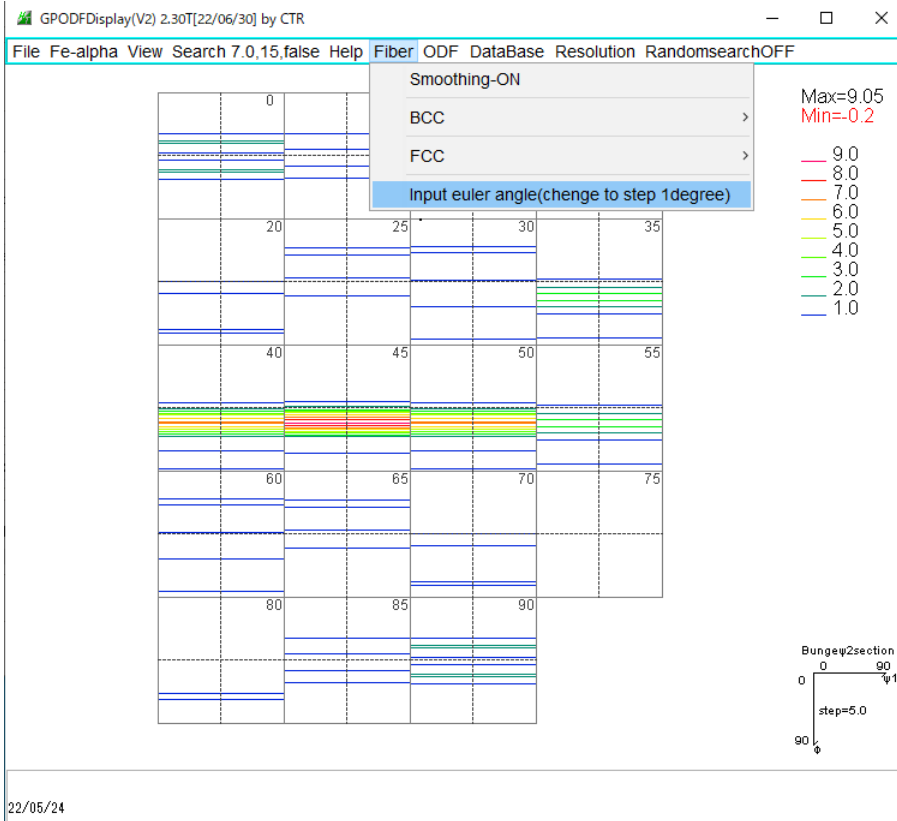 GPODFDisplay(V2) 2.30T[22/06/30] by CTR
File Fe-alpha View Search 7.0,15,false Help Fiber ODF DataBase Resolution RandomsearchOFF
Smoothing-ON
BCC
FCC
Input euler angle(chenge to step 1degree)
Max=9.05
Min=-0.2
9.0
8.0
7.0
6.0
5.0
4.0
3.0
2.0
1.0
0
20 25 30 35
40 45 50 55
60 65 70 75
80 85 90
Bungeψ2section
0 90
0 ψ1
step=5.0
90
Φ
22/05/24